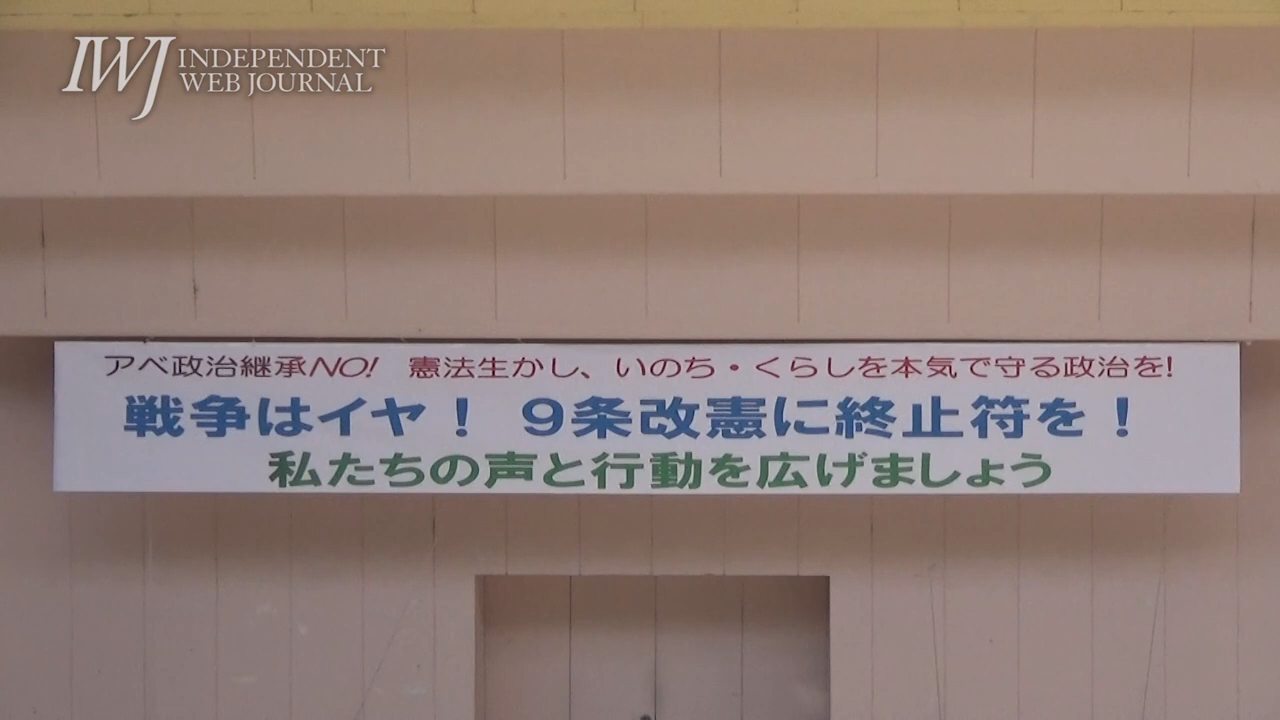 IWJ INDEPENDENT
WEB JOURNAL
アベ政治継承NO! 憲法生かし、いのち・くらしを本気で守る政治を!
戦争はイヤ! 9条改憲に終止符を!
私たちの声と行動を広げましょう